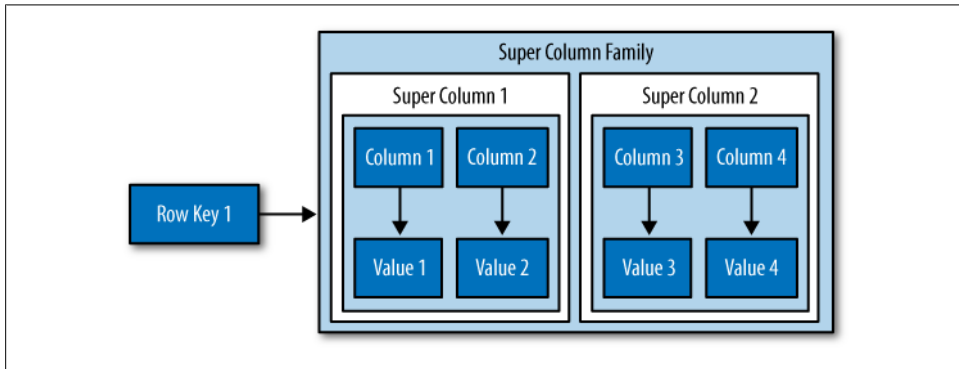 Super Column Family
Super Column 1
Super Column 2
Column 1
Column 2
Column 3
Column 4
Row Key 1
Value 1
Value 2
Value 3
Value 4